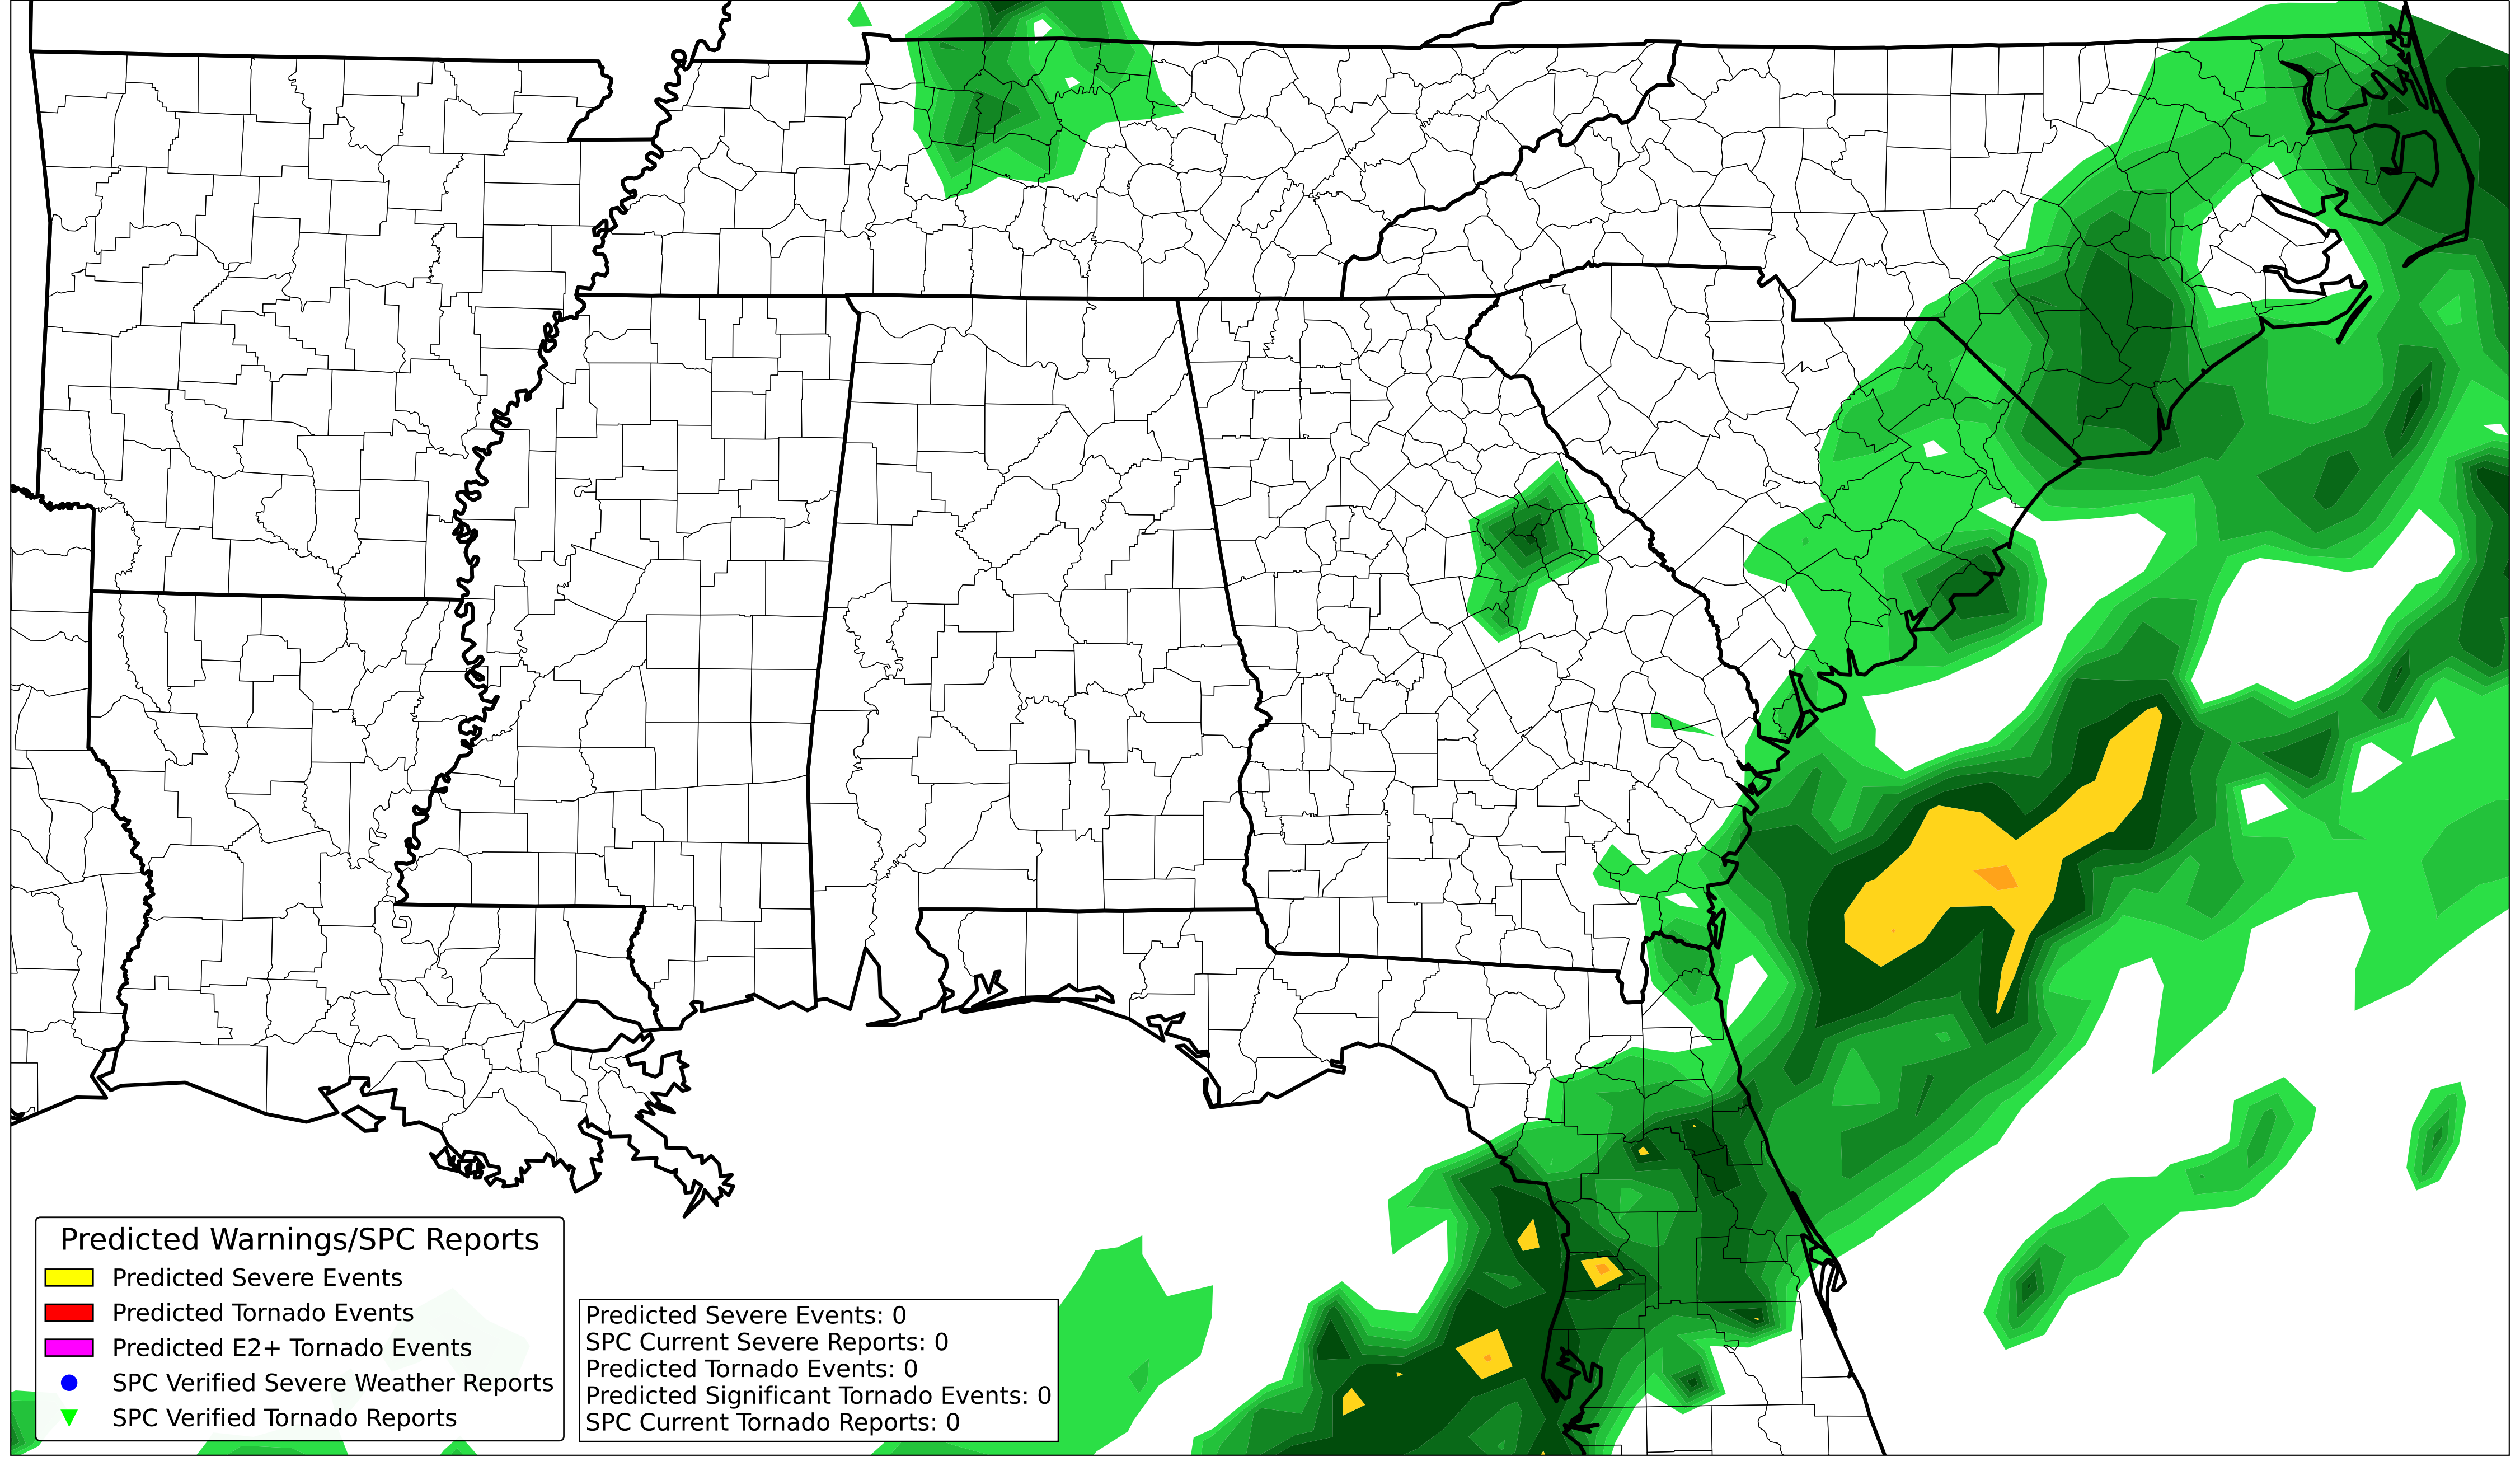 Predicted Warnings/SPC Reports
Predicted Severe Events
Predicted Tornado Events
Predicted E2+ Tornado Events
SPC Verified Severe Weather Reports
SPC Verified Tornado Reports
Predicted Severe Events: 0
SPC Current Severe Reports: 0
Predicted Tornado Events: 0
Predicted Significant Tornado Events: 0
SPC Current Tornado Reports: 0